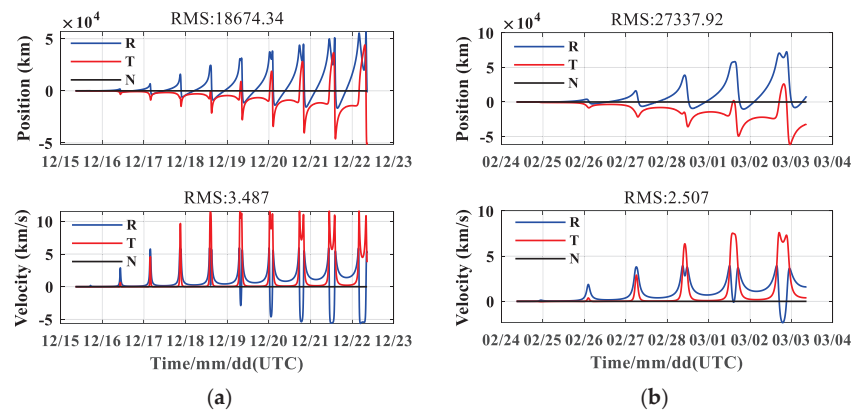 ×10⁴ RMS:18674.34
R
T
N
Position (km)
5
0
-5
12/15 12/16 12/17 12/18 12/19 12/20 12/21 12/22 12/23
RMS:3.487
R
T
N
Velocity (km/s)
10
5
0
-5
12/15 12/16 12/17 12/18 12/19 12/20 12/21 12/22 12/23
Time/mm/dd(UTC)
(a)
×10⁴ RMS:27337.92
R
T
N
Position (km)
10
5
0
-5
02/24 02/25 02/26 02/27 02/28 03/01 03/02 03/03 03/04
RMS:2.507
R
T
N
Velocity (km/s)
10
5
0
02/24 02/25 02/26 02/27 02/28 03/01 03/02 03/03 03/04
Time/mm/dd(UTC)
(b)